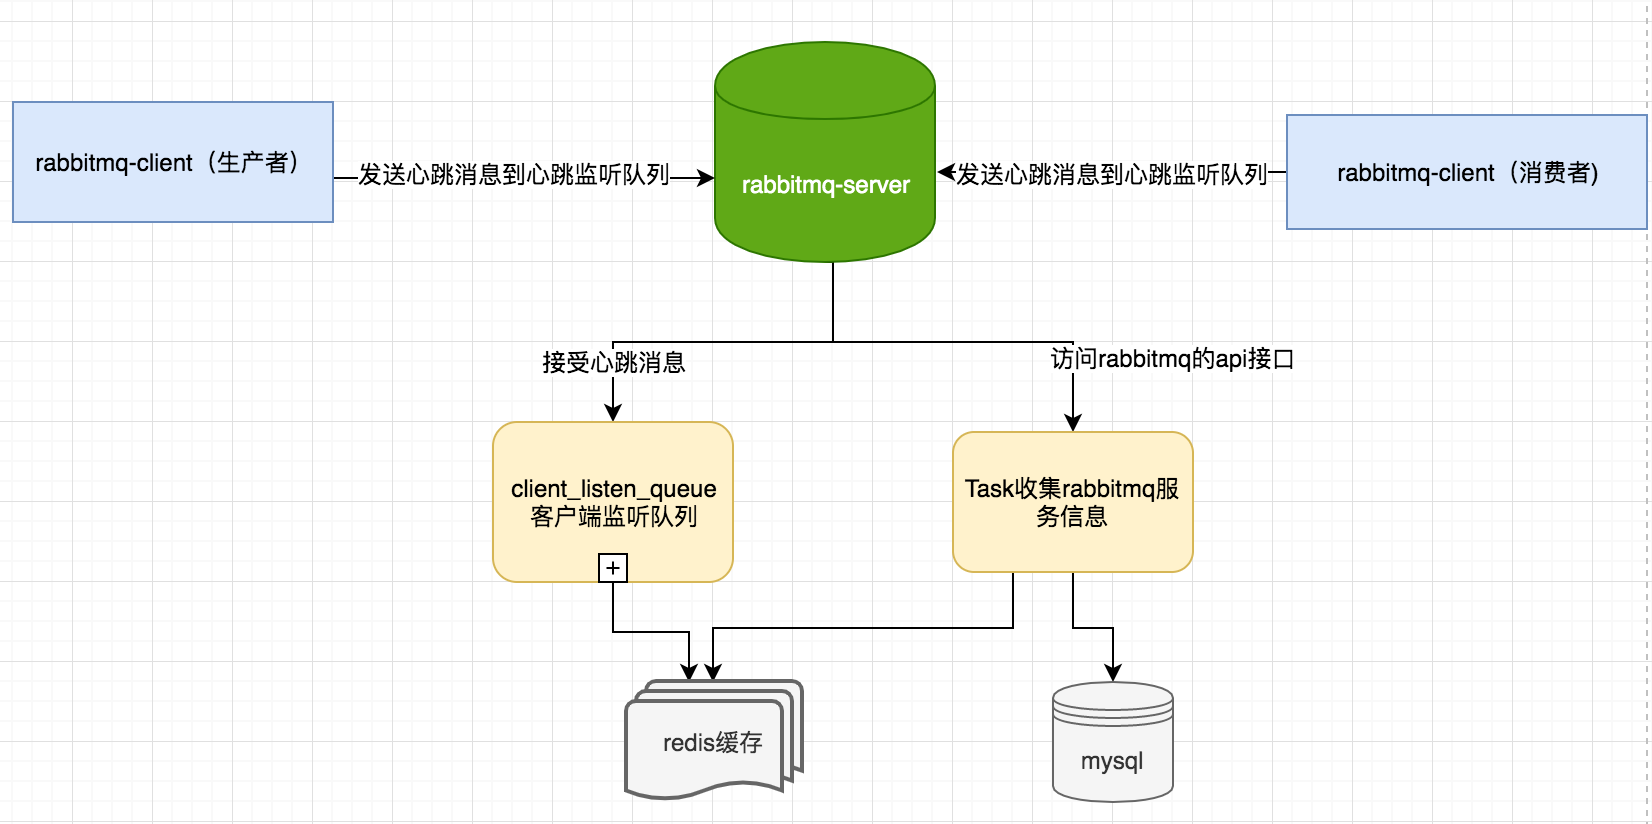 rabbitmq-client（生产者）
发送心跳消息到心跳监听队列
rabbitmq-server
发送心跳消息到心跳监听队列
rabbitmq-client（消费者)
接受心跳消息
访问rabbitmq的api接口
client_listen_queue
客户端监听队列
Task收集rabbitmq服
务信息
redis缓存
mysql